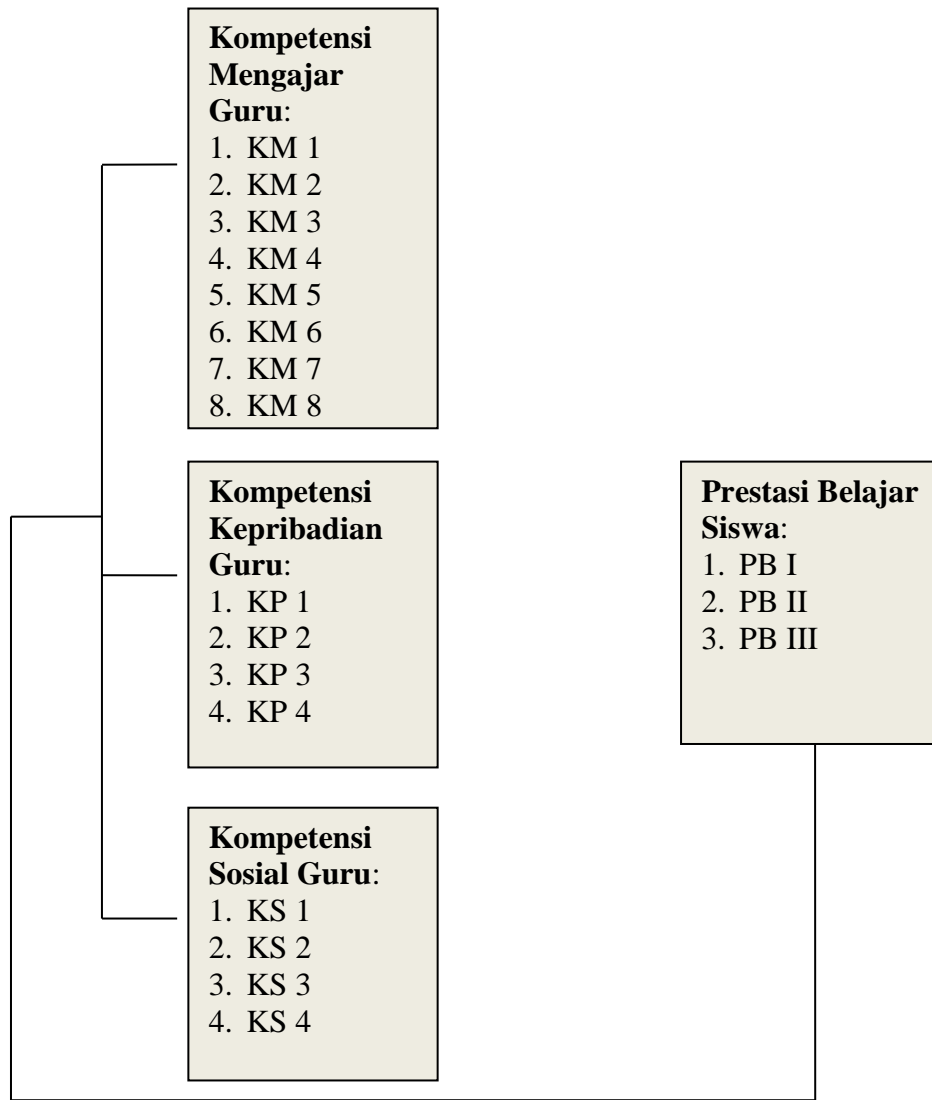 Kompetensi
Mengajar
Guru:
1. KM 1
2. KM 2
3. KM 3
4. KM 4
5. KM 5
6. KM 6
7. KM 7
8. KM 8
Kompetensi
Kepribadian
Guru:
1. KP 1
2. KP 2
3. KP 3
4. KP 4
Prestasi Belajar
Siswa:
1. PB I
2. PB II
3. PB III
Kompetensi
Sosial Guru:
1. KS 1
2. KS 2
3. KS 3
4. KS 4